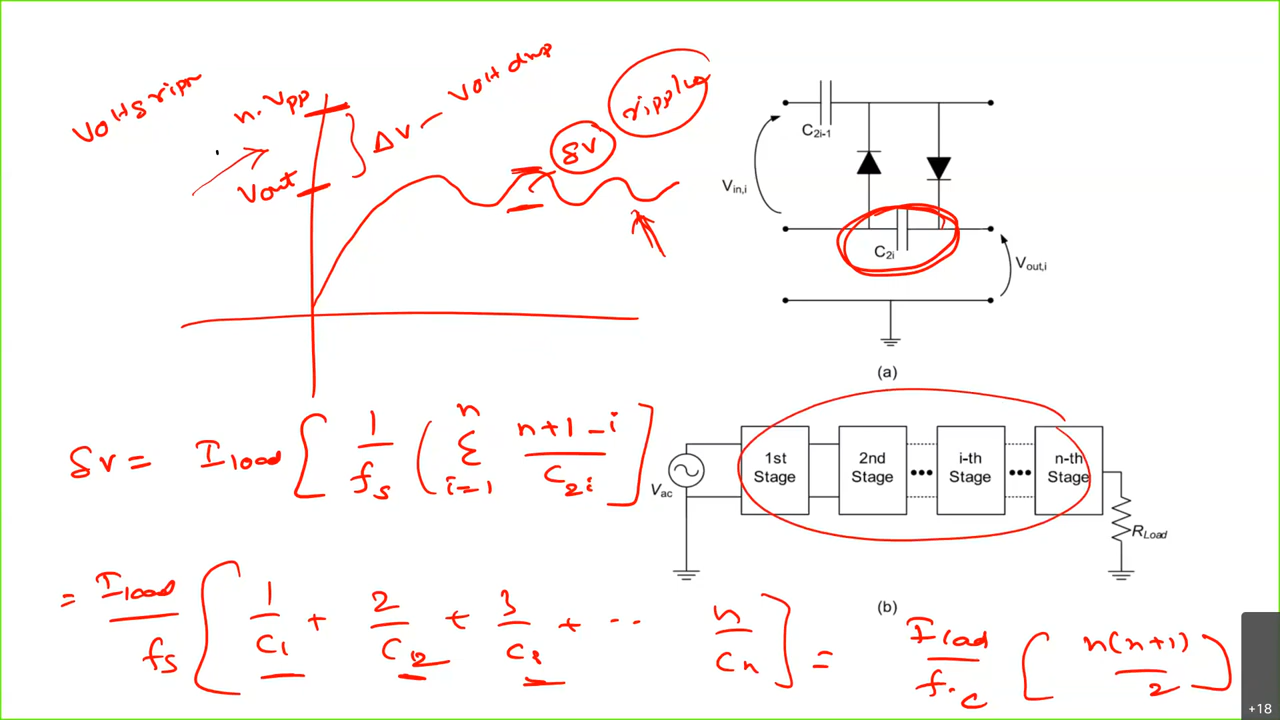 n.Vpp
ΔV - Volt drop
Vout
δV
ripples
δV = Iload [ 1/fs ( Σ i=1 n (n+1-i)/C2i ]
= Iload/fs [ 1/C1 + 2/C2 + 3/C3 + .. n/Cn ] = Iload/f.C [ n(n+1)/2 ]
C2i-1
Vin,i
C2i
Vout,i
(a)
1st Stage
2nd Stage
•••
i-th Stage
•••
n-th Stage
Vac
RLoad
(b)
+18